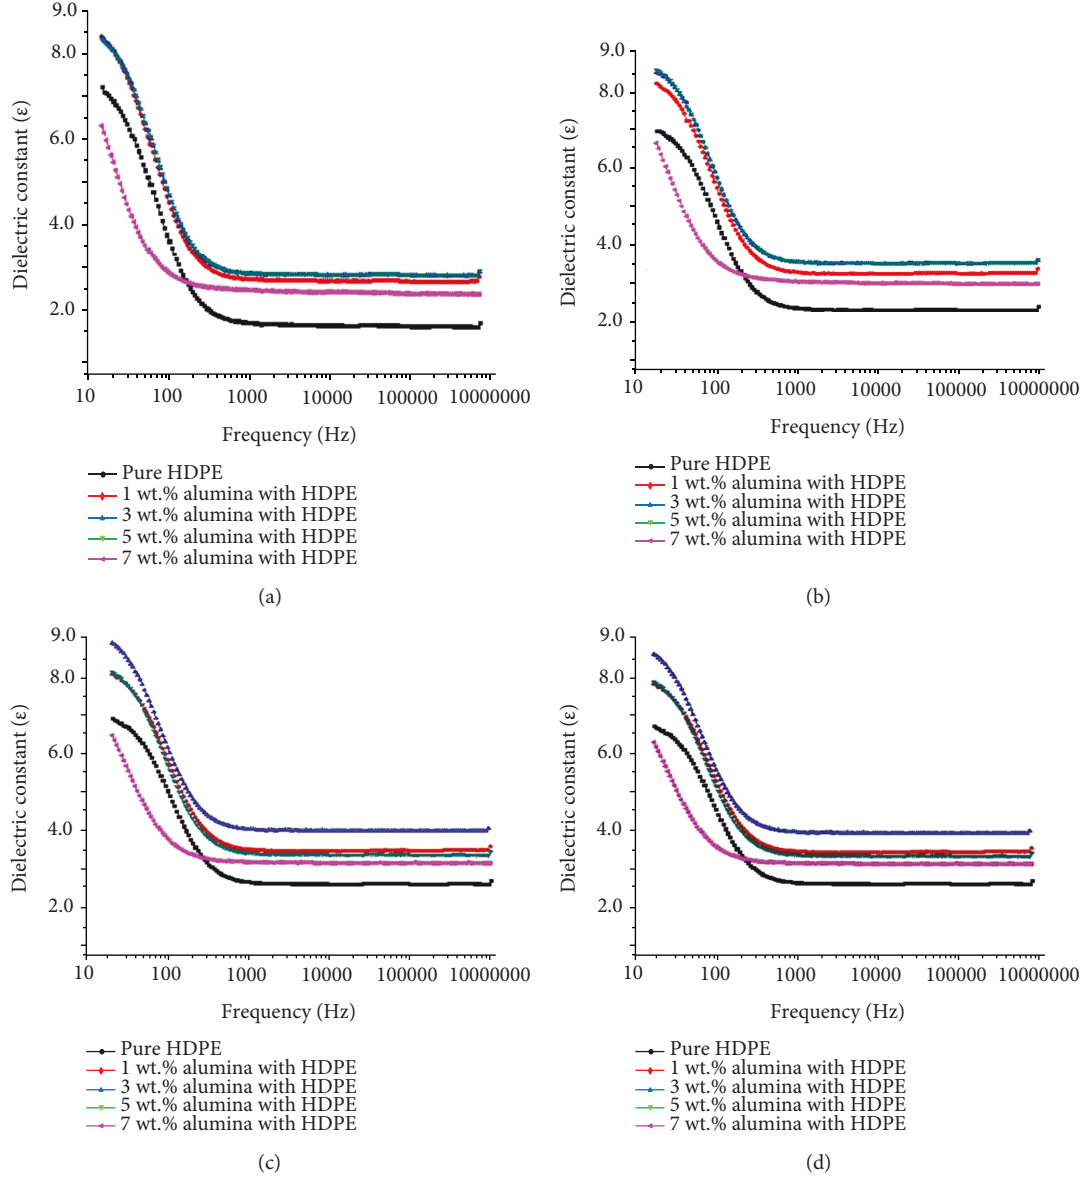 9.0
8.0
6.0
4.0
2.0
Dielectric constant (ε)
10 100 1000 10000 100000 10000000
Frequency (Hz)
Pure HDPE
1 wt.% alumina with HDPE
3 wt.% alumina with HDPE
5 wt.% alumina with HDPE
7 wt.% alumina with HDPE
(a)
9.0
8.0
6.0
4.0
2.0
Dielectric constant (ε)
10 100 1000 10000 100000 10000000
Frequency (Hz)
Pure HDPE
1 wt.% alumina with HDPE
3 wt.% alumina with HDPE
5 wt.% alumina with HDPE
7 wt.% alumina with HDPE
(b)
9.0
8.0
6.0
4.0
2.0
Dielectric constant (ε)
10 100 1000 10000 100000 10000000
Frequency (Hz)
Pure HDPE
1 wt.% alumina with HDPE
3 wt.% alumina with HDPE
5 wt.% alumina with HDPE
7 wt.% alumina with HDPE
(c)
9.0
8.0
6.0
4.0
2.0
Dielectric constant (ε)
10 100 1000 10000 100000 10000000
Frequency (Hz)
Pure HDPE
1 wt.% alumina with HDPE
3 wt.% alumina with HDPE
5 wt.% alumina with HDPE
7 wt.% alumina with HDPE
(d)